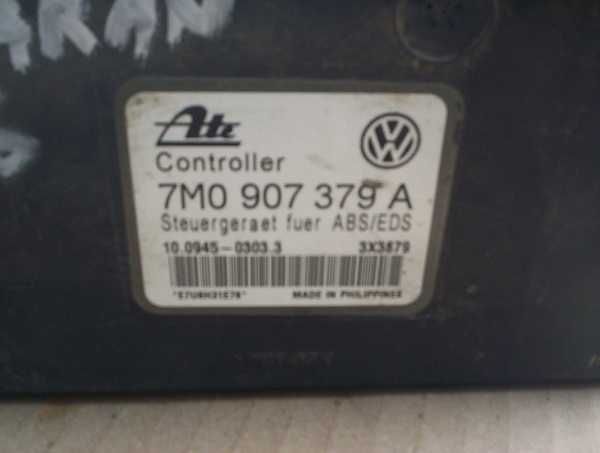 Ate
Controller
7M0 907 379 A
Steuergeraet fuer ABS/EDS
10.0945-0303.3 3X3879
MADE IN PHILIPPINES